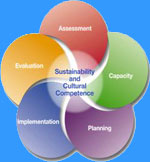 Assessment
Evaluation
Sustainability
and
Cultural
Competence
Capacity
Implementation
Planning